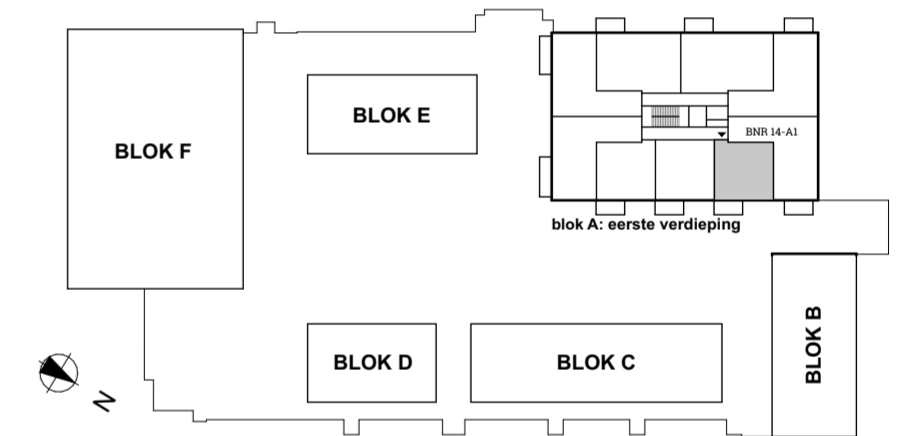 BLOK E
BLOK F
BNR 14-A1
blok A: eerste verdieping
BLOK B
BLOK D
BLOK C
N